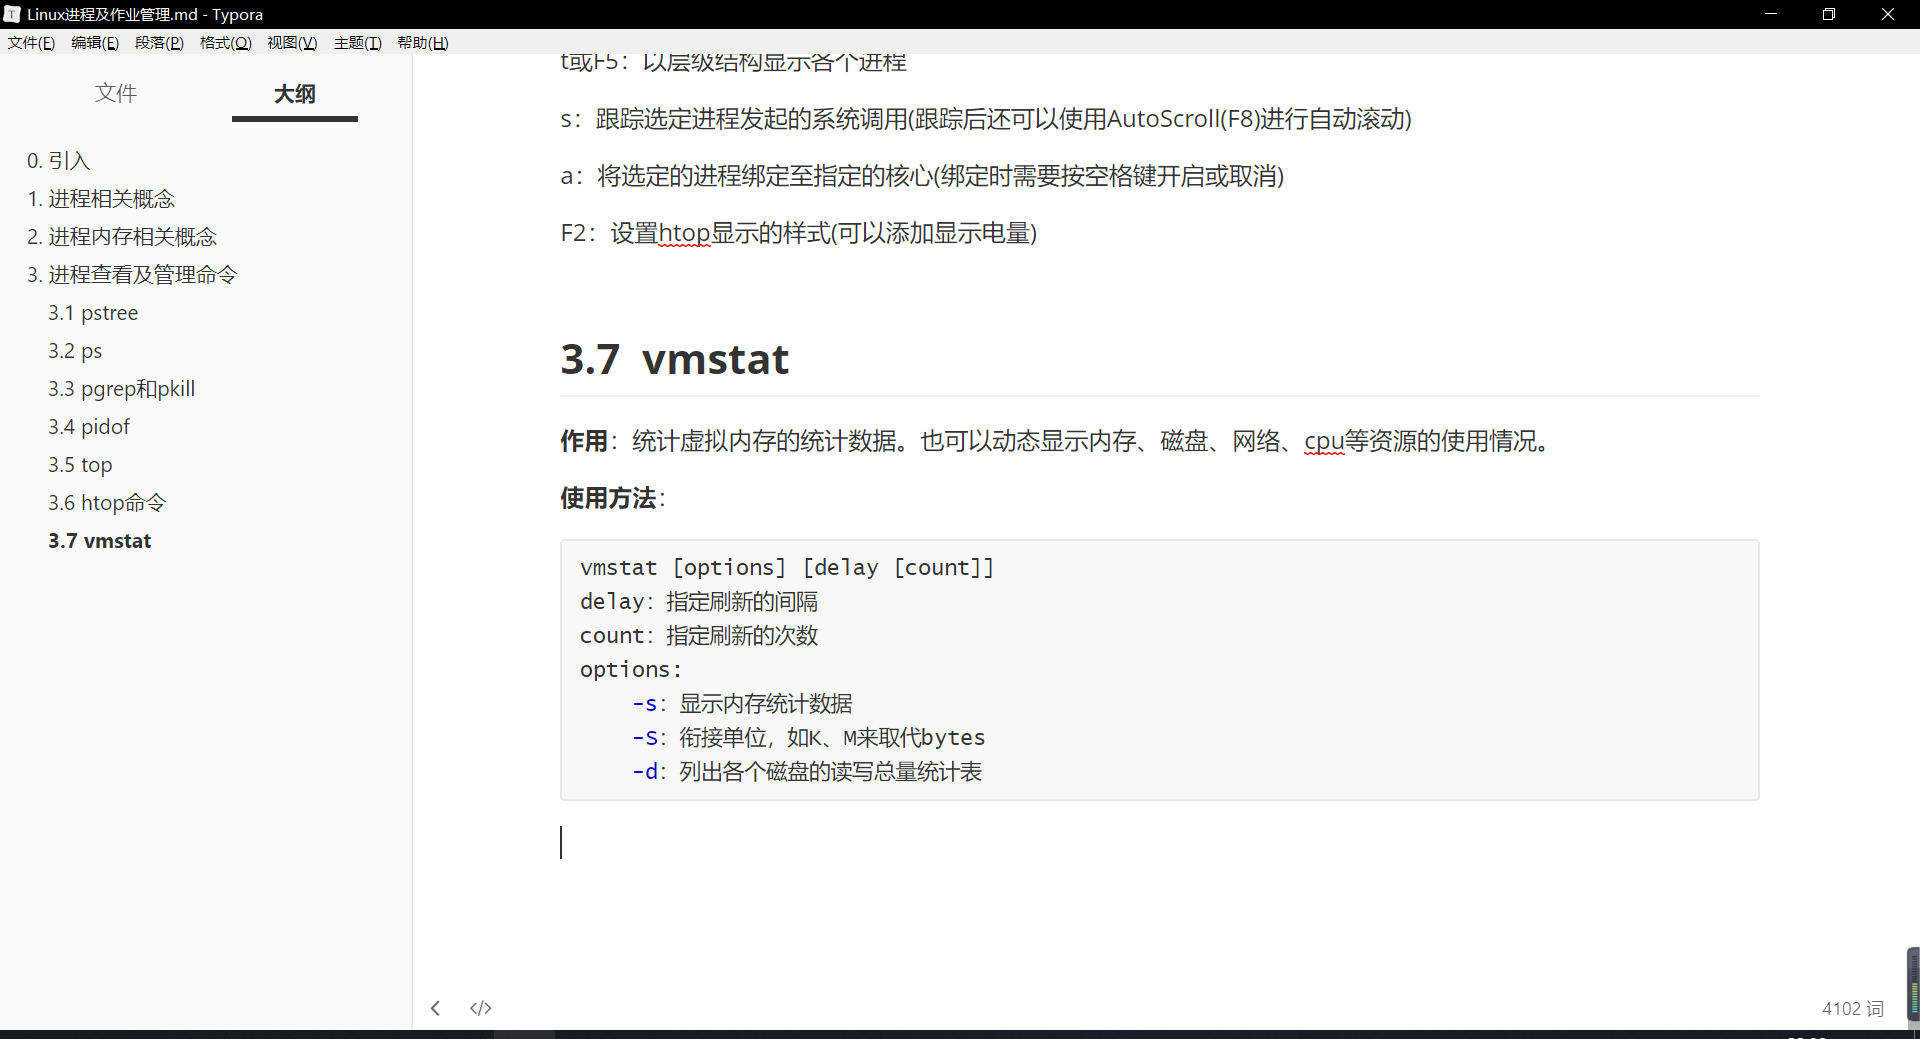 Linux进程及作业管理.md - Typora
文件(F) 编辑(E) 段落(P) 格式(O) 视图(V) 主题(T) 帮助(H)
文件 大纲
0. 引入
1. 进程相关概念
2. 进程内存相关概念
3. 进程查看及管理命令
3.1 pstree
3.2 ps
3.3 pgrep和pkill
3.4 pidof
3.5 top
3.6 htop命令
3.7 vmstat
t或F5：以层级结构显示各个进程
s：跟踪选定进程发起的系统调用(跟踪后还可以使用AutoScroll(F8)进行自动滚动)
a：将选定的进程绑定至指定的核心(绑定时需要按空格键开启或取消)
F2：设置htop显示的样式(可以添加显示电量)
3.7 vmstat
作用：统计虚拟内存的统计数据。也可以动态显示内存、磁盘、网络、cpu等资源的使用情况。
使用方法：
vmstat [options] [delay [count]]
delay：指定刷新的间隔
count：指定刷新的次数
options:
-s：显示内存统计数据
-S：衔接单位，如K、M来取代bytes
-d：列出各个磁盘的读写总量统计表
</>
4102 词